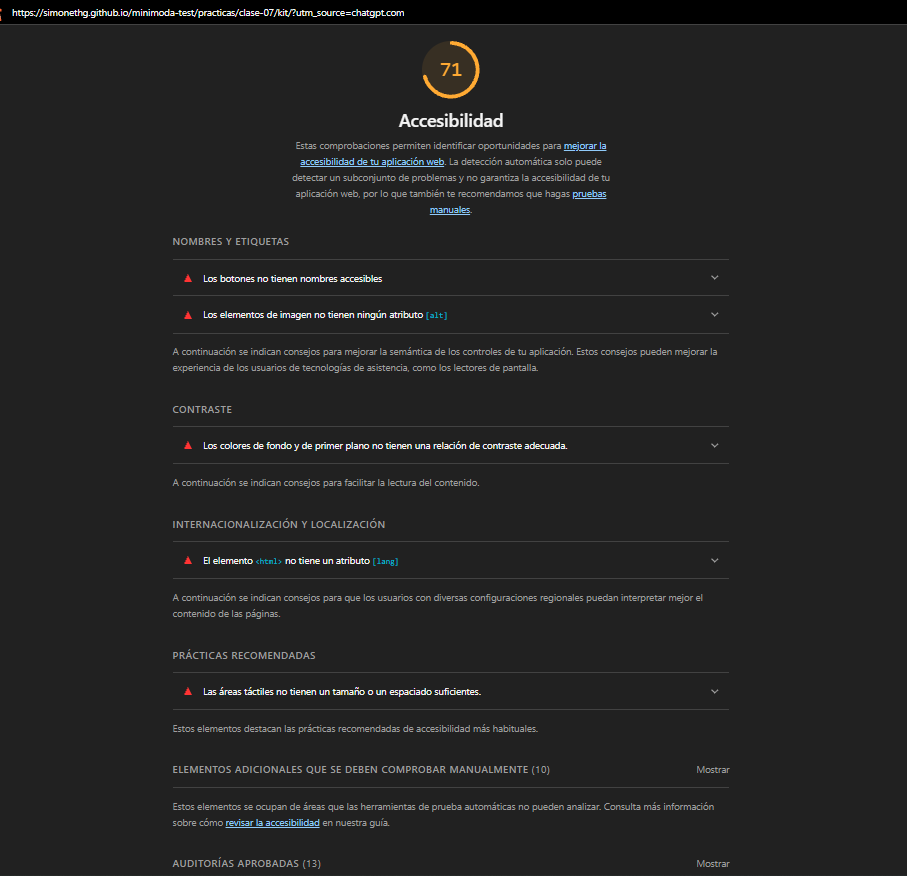 https://simonethg.github.io/minimoda-test/practicas/clase-07/kit/?utm_source=chatgpt.com
71
Accesibilidad
Estas comprobaciones permiten identificar oportunidades para mejorar la
accesibilidad de tu aplicación web. La detección automática solo puede
detectar un subconjunto de problemas y no garantiza la accesibilidad de tu
aplicación web, por lo que también te recomendamos que hagas pruebas
manuales.
NOMBRES Y ETIQUETAS
Los botones no tienen nombres accesibles
Los elementos de imagen no tienen ningún atributo [alt]
A continuación se indican consejos para mejorar la semántica de los controles de tu aplicación. Estos consejos pueden mejorar la
experiencia de los usuarios de tecnologías de asistencia, como los lectores de pantalla.
CONTRASTE
Los colores de fondo y de primer plano no tienen una relación de contraste adecuada.
A continuación se indican consejos para facilitar la lectura del contenido.
INTERNACIONALIZACIÓN Y LOCALIZACIÓN
El elemento <html> no tiene un atributo [lang]
A continuación se indican consejos para que los usuarios con diversas configuraciones regionales puedan interpretar mejor el
contenido de las páginas.
PRÁCTICAS RECOMENDADAS
Las áreas táctiles no tienen un tamaño o un espaciado suficientes.
Estos elementos destacan las prácticas recomendadas de accesibilidad más habituales.
ELEMENTOS ADICIONALES QUE SE DEBEN COMPROBAR MANUALMENTE (10) Mostrar
Estos elementos se ocupan de áreas que las herramientas de prueba automáticas no pueden analizar. Consulta más información
sobre cómo revisar la accesibilidad en nuestra guía.
AUDITORÍAS APROBADAS (13) Mostrar